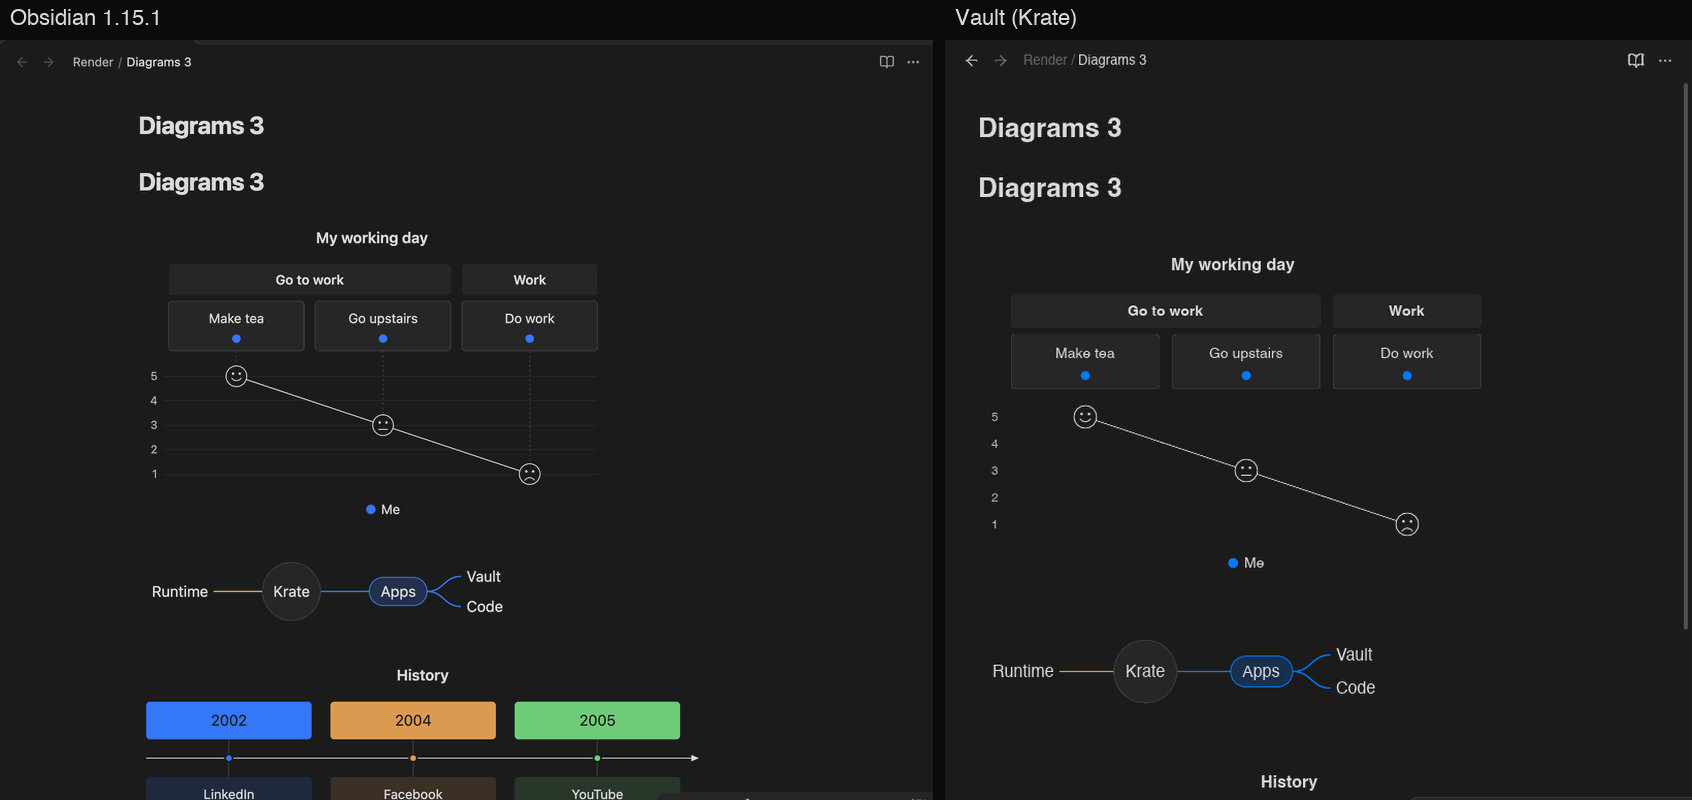 Obsidian 1.15.1
Render / Diagrams 3
Diagrams 3
Diagrams 3
My working day
Go to work
Work
Make tea
Go upstairs
Do work
5
4
3
2
1
Me
Runtime
Krate
Apps
Vault
Code
History
2002
2004
2005
LinkedIn
Facebook
YouTube
Vault (Krate)
Render / Diagrams 3
Diagrams 3
Diagrams 3
My working day
Go to work
Work
Make tea
Go upstairs
Do work
5
4
3
2
1
Me
Runtime
Krate
Apps
Vault
Code
History